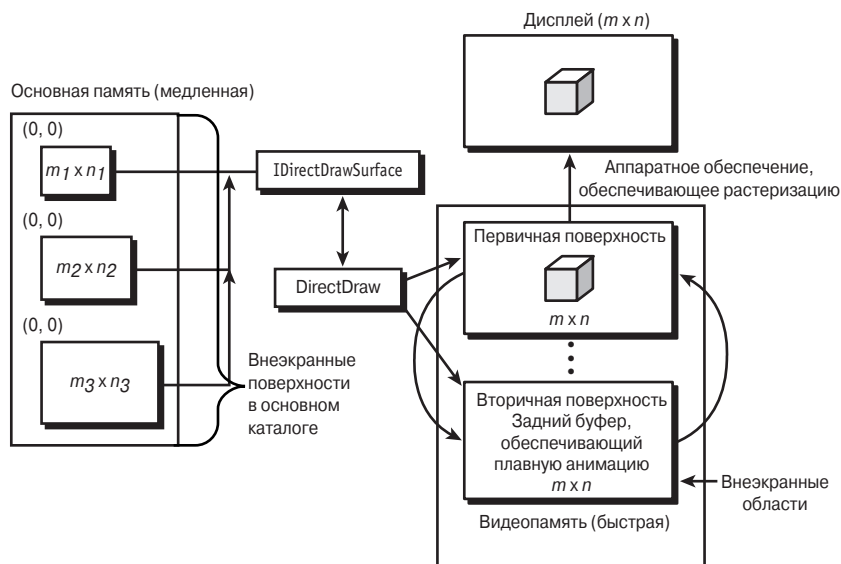 Дисплей (m x n)
Основная память (медленная)
(0, 0)
m1 x n1
IDirectDrawSurface
Аппаратное обеспечение,
обеспечивающее растеризацию
(0, 0)
m2 x n2
DirectDraw
Первичная поверхность
m x n
(0, 0)
m3 x n3
Внеэкранные
поверхности
в основном
каталоге
Вторичная поверхность
Задний буфер,
обеспечивающий
плавную анимацию
m x n
Внеэкранные
области
Видеопамять (быстрая)